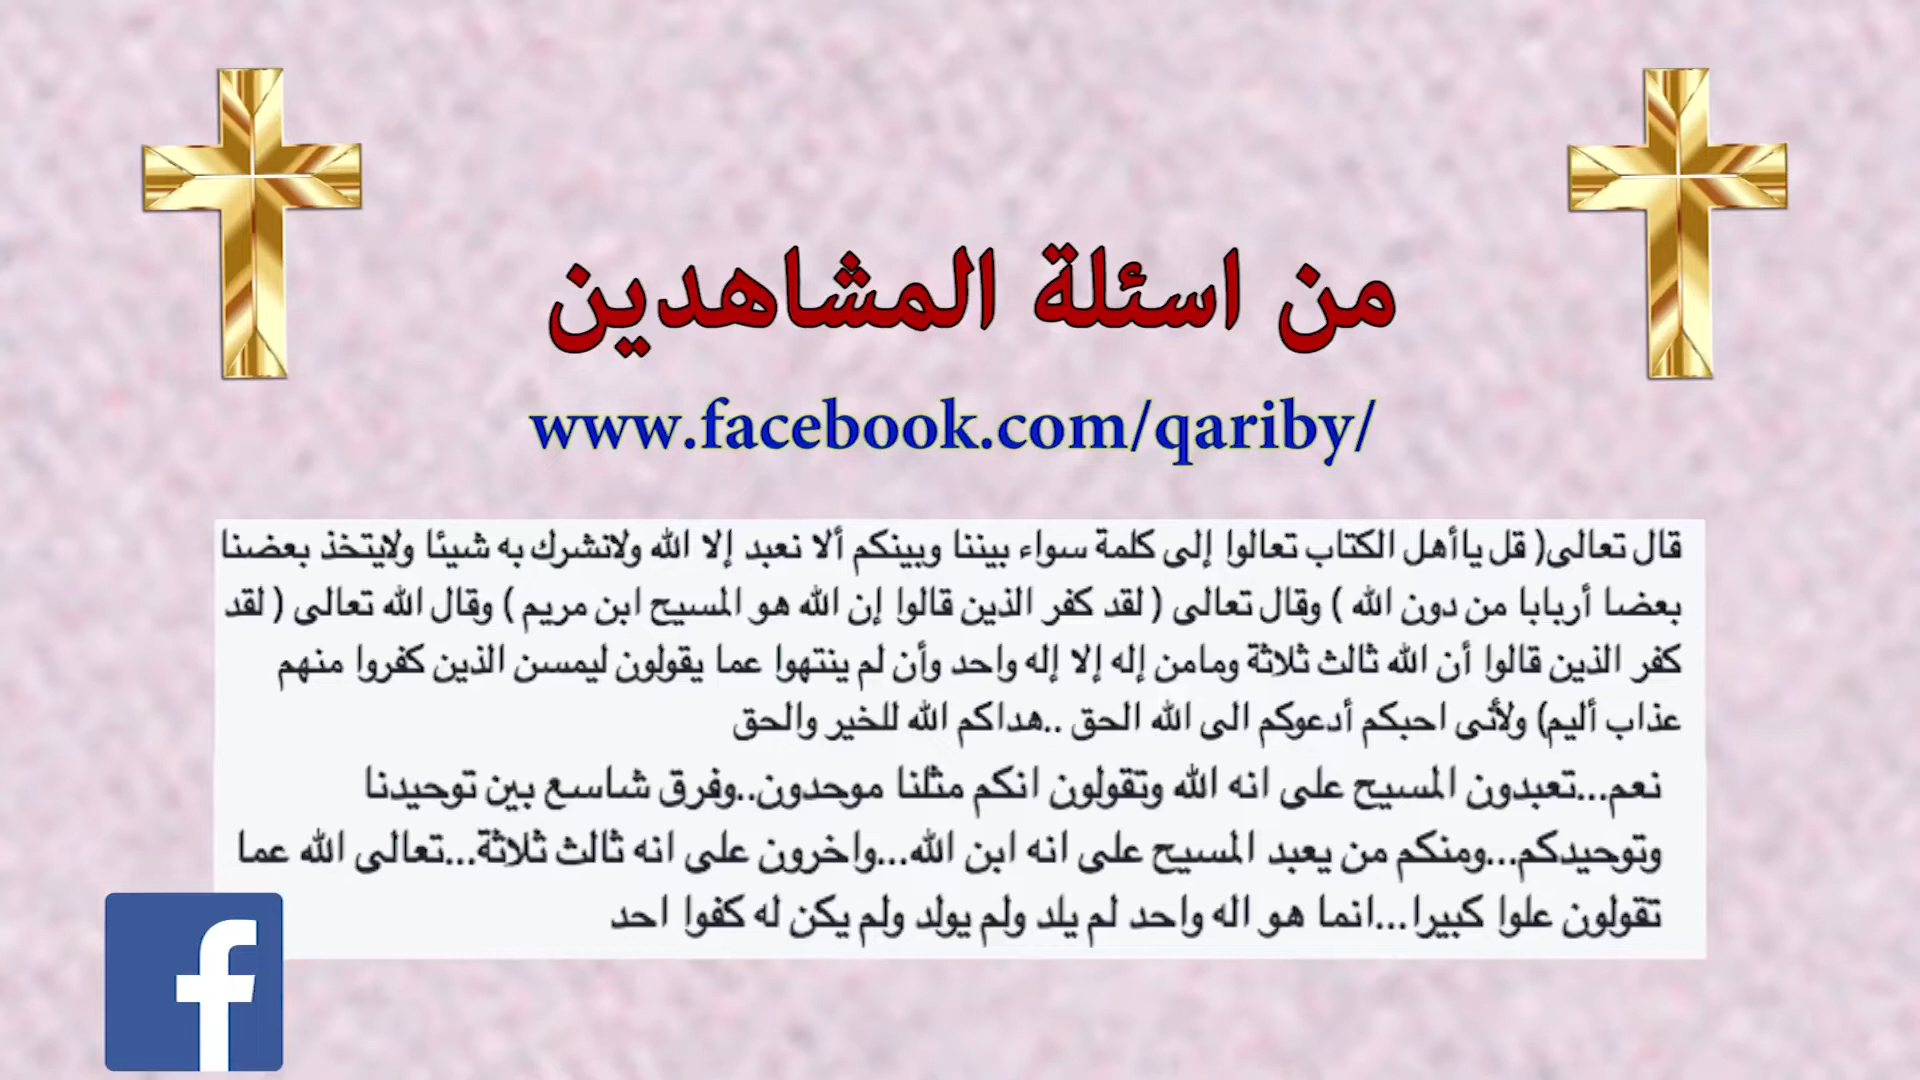 من اسئلة المشاهدين
www.facebook.com/qariby/
قال تعالى( قل ياأهل الكتاب تعالوا إلى كلمة سواء بيننا وبينكم ألا نعبد إلا الله ولانشرك به شيئا ولايتخذ بعضنا
بعضا أربابا من دون الله ) وقال تعالى ( لقد كفر الذين قالوا إن الله هو المسيح ابن مريم ) وقال الله تعالى ( لقد
كفر الذين قالوا أن الله ثالث ثلاثة ومامن إله إلا إله واحد وأن لم ينتهوا عما يقولون ليمسن الذين كفروا منهم
عذاب أليم) ولأنى احبكم أدعوكم الى الله الحق ..هداكم الله للخير والحق
نعم...تعبدون المسيح على انه الله وتقولون انكم مثلنا موحدون..وفرق شاسع بين توحيدنا
وتوحيدكم...ومنكم من يعبد المسيح على انه ابن الله...واخرون على انه ثالث ثلاثة...تعالى الله عما
تقولون علوا كبيرا...انما هو اله واحد لم يلد ولم يولد ولم يكن له كفوا احد
f